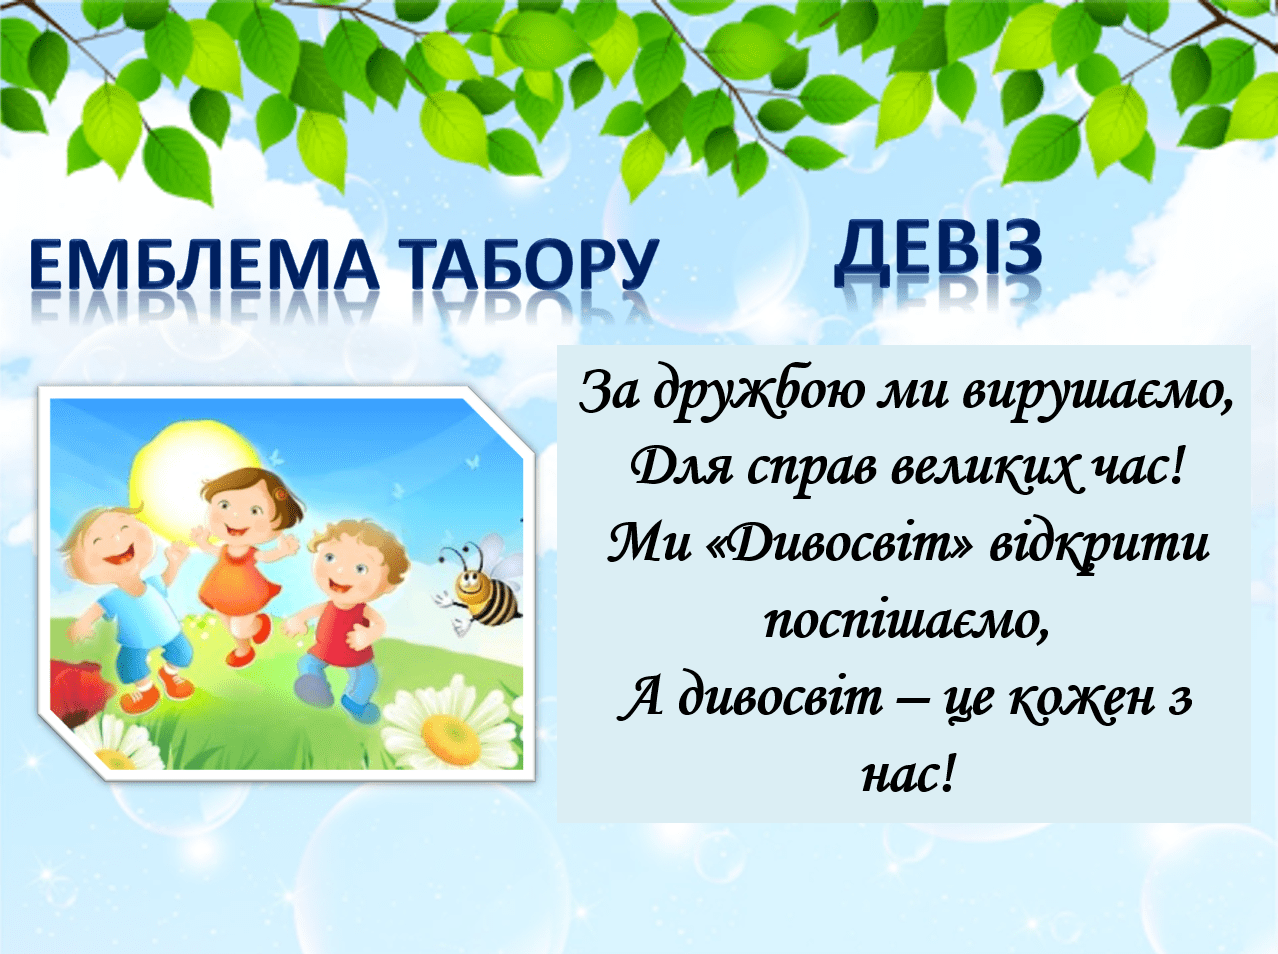 ЕМБЛЕМА ТАБОРУ
ДЕВІЗ
За дружбою ми вирушаємо,
Для справ великих час!
Ми «Дивосвіт» відкрити
поспішаємо,
А дивосвіт – це кожен з
нас!